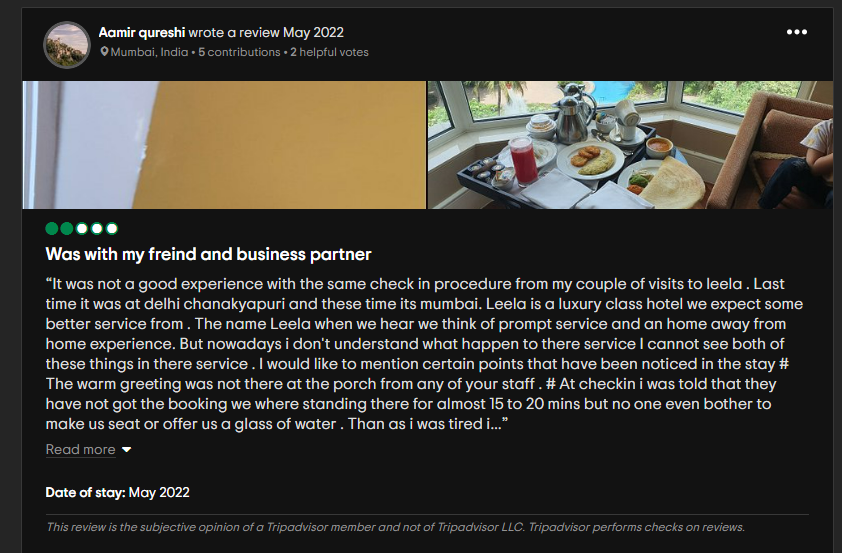 Aamir qureshi wrote a review May 2022
Mumbai, India • 5 contributions • 2 helpful votes
Was with my freind and business partner
“It was not a good experience with the same check in procedure from my couple of visits to leela . Last
time it was at delhi chanakyapuri and these time its mumbai. Leela is a luxury class hotel we expect some
better service from . The name Leela when we hear we think of prompt service and an home away from
home experience. But nowadays i don't understand what happen to there service I cannot see both of
these things in there service . I would like to mention certain points that have been noticed in the stay #
The warm greeting was not there at the porch from any of your staff . # At checkin i was told that they
have not got the booking we where standing there for almost 15 to 20 mins but no one even bother to
make us seat or offer us a glass of water . Than as i was tired i...”
Read more
Date of stay: May 2022
This review is the subjective opinion of a Tripadvisor member and not of Tripadvisor LLC. Tripadvisor performs checks on reviews.